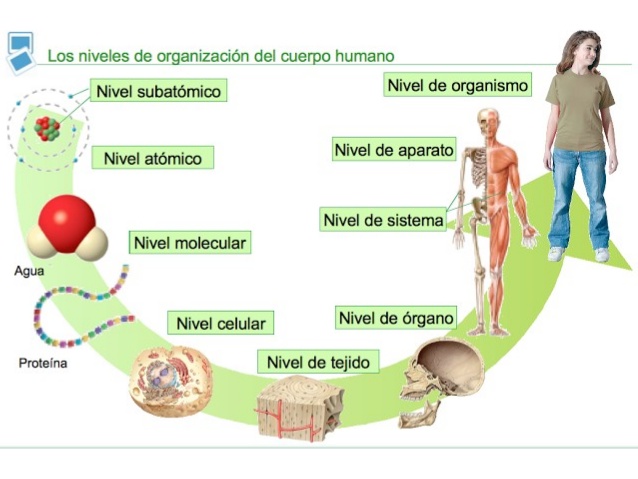 Los niveles de organización del cuerpo humano
Nivel subatómico
Nivel atómico
Nivel molecular
Agua
Proteína
Nivel celular
Nivel de tejido
Nivel de órgano
Nivel de sistema
Nivel de aparato
Nivel de organismo